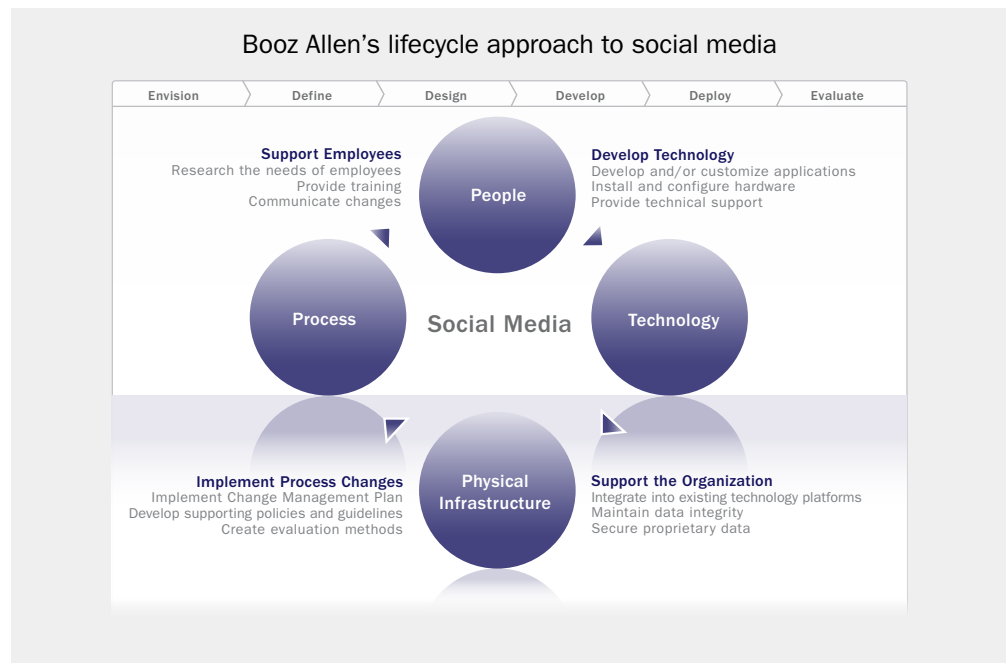 Booz Allen's lifecycle approach to social media
Envision
Define
Design
Develop
Deploy
Evaluate
Support Employees
Research the needs of employees
Provide training
Communicate changes
People
Develop Technology
Develop and/or customize applications
Install and configure hardware
Provide technical support
Process
Social Media
Technology
Implement Process Changes
Implement Change Management Plan
Develop supporting policies and guidelines
Create evaluation methods
Physical
Infrastructure
Support the Organization
Integrate into existing technology platforms
Maintain data integrity
Secure proprietary data